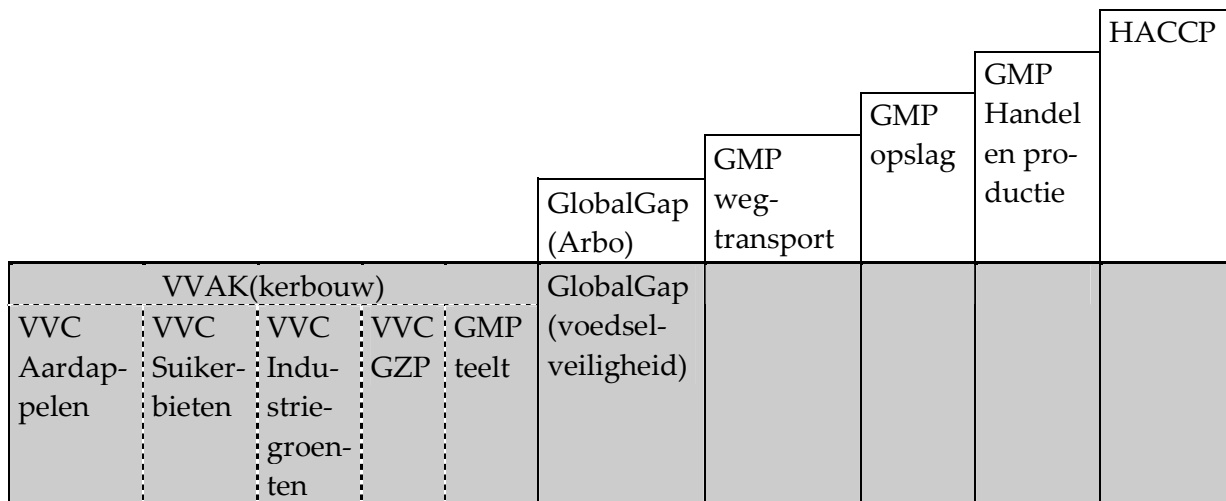 HACCP
GMP
Handel
en pro-
ductie
GMP
opslag
GMP
weg-
transport
GlobalGap
(Arbo)
VVAK(kerbouw)
VVC
Aardap-
pelen
VVC
Suiker-
bieten
VVC
Indu-
strie-
groen-
ten
VVC
GZP
GMP
teelt
GlobalGap
(voedsel-
veiligheid)